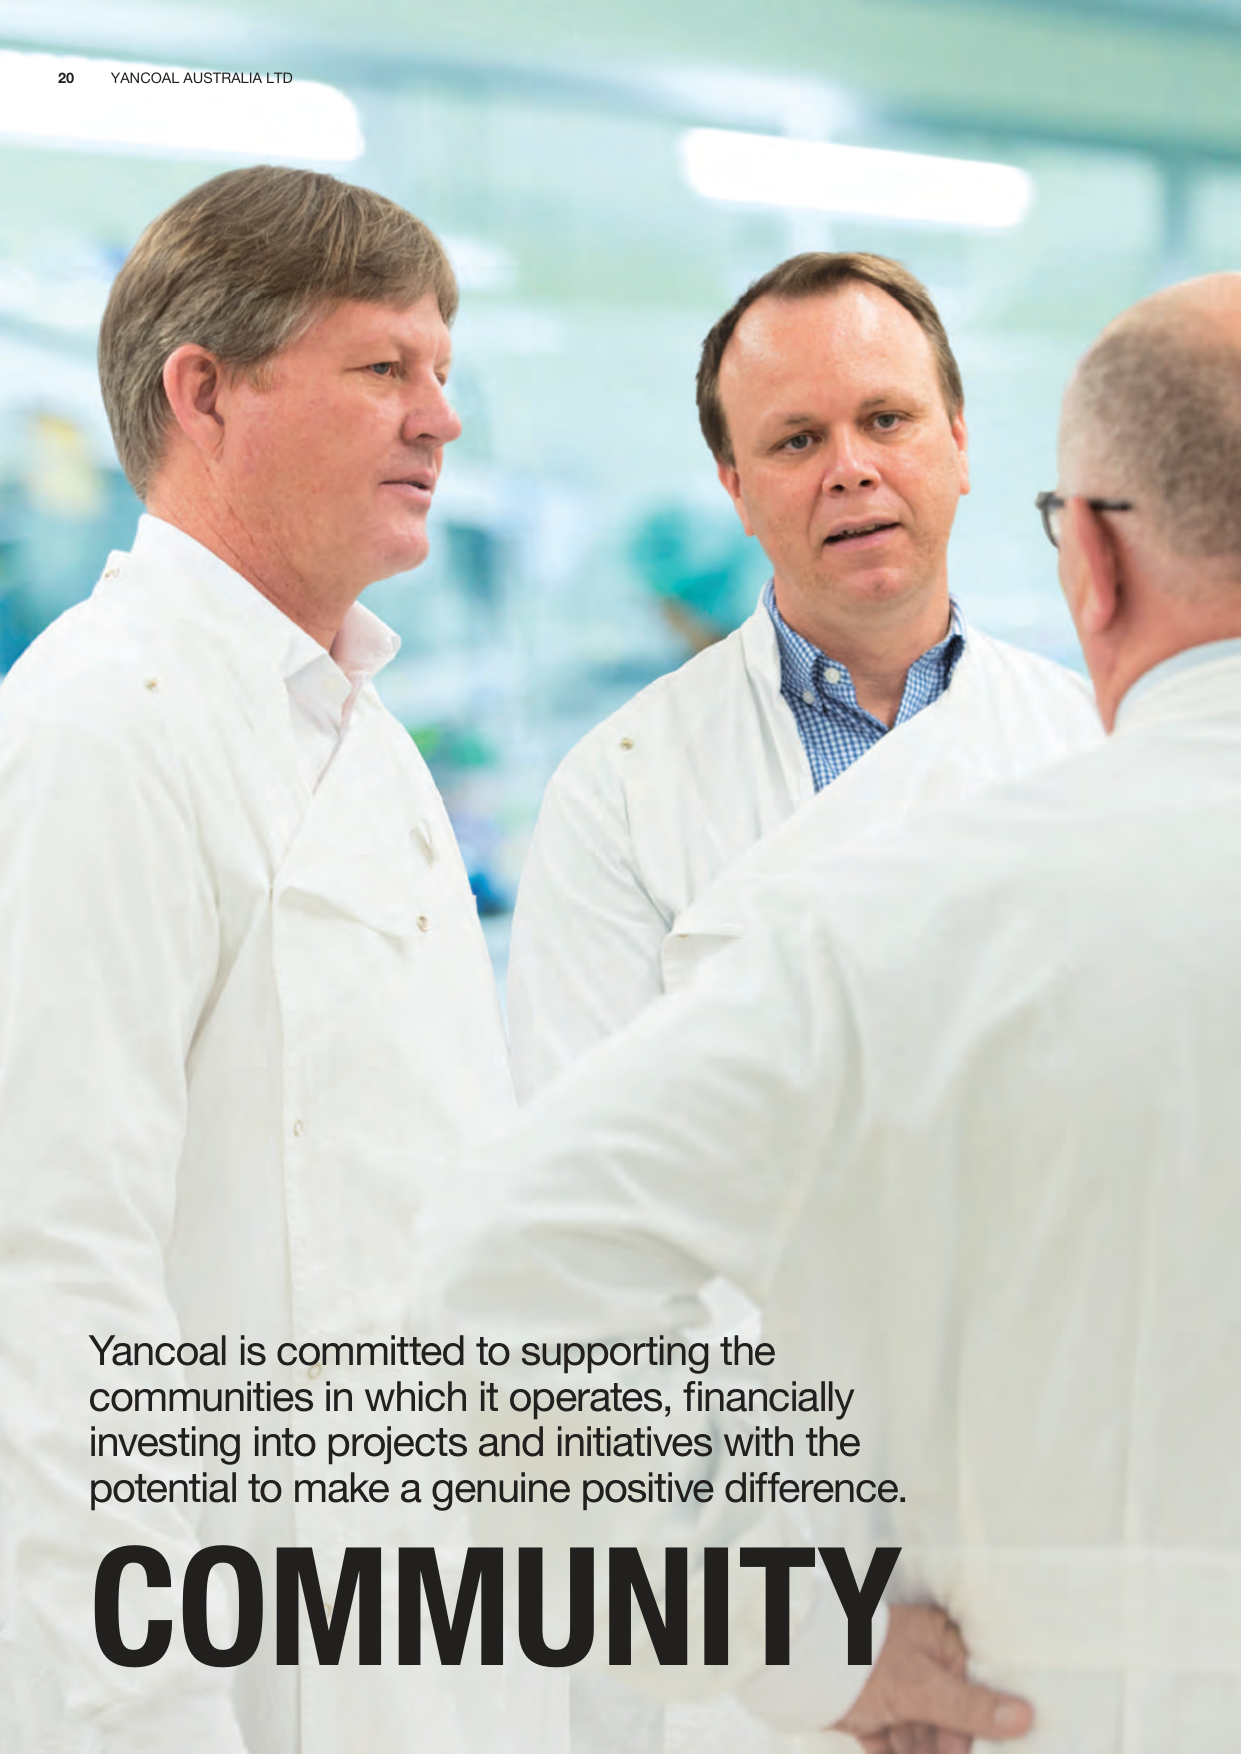 20 YANCOAL AUSTRALIA LTD
Yancoal is committed to supporting the
communities in which it operates, financially
investing into projects and initiatives with the
potential to make a genuine positive difference.
COMMUNITY